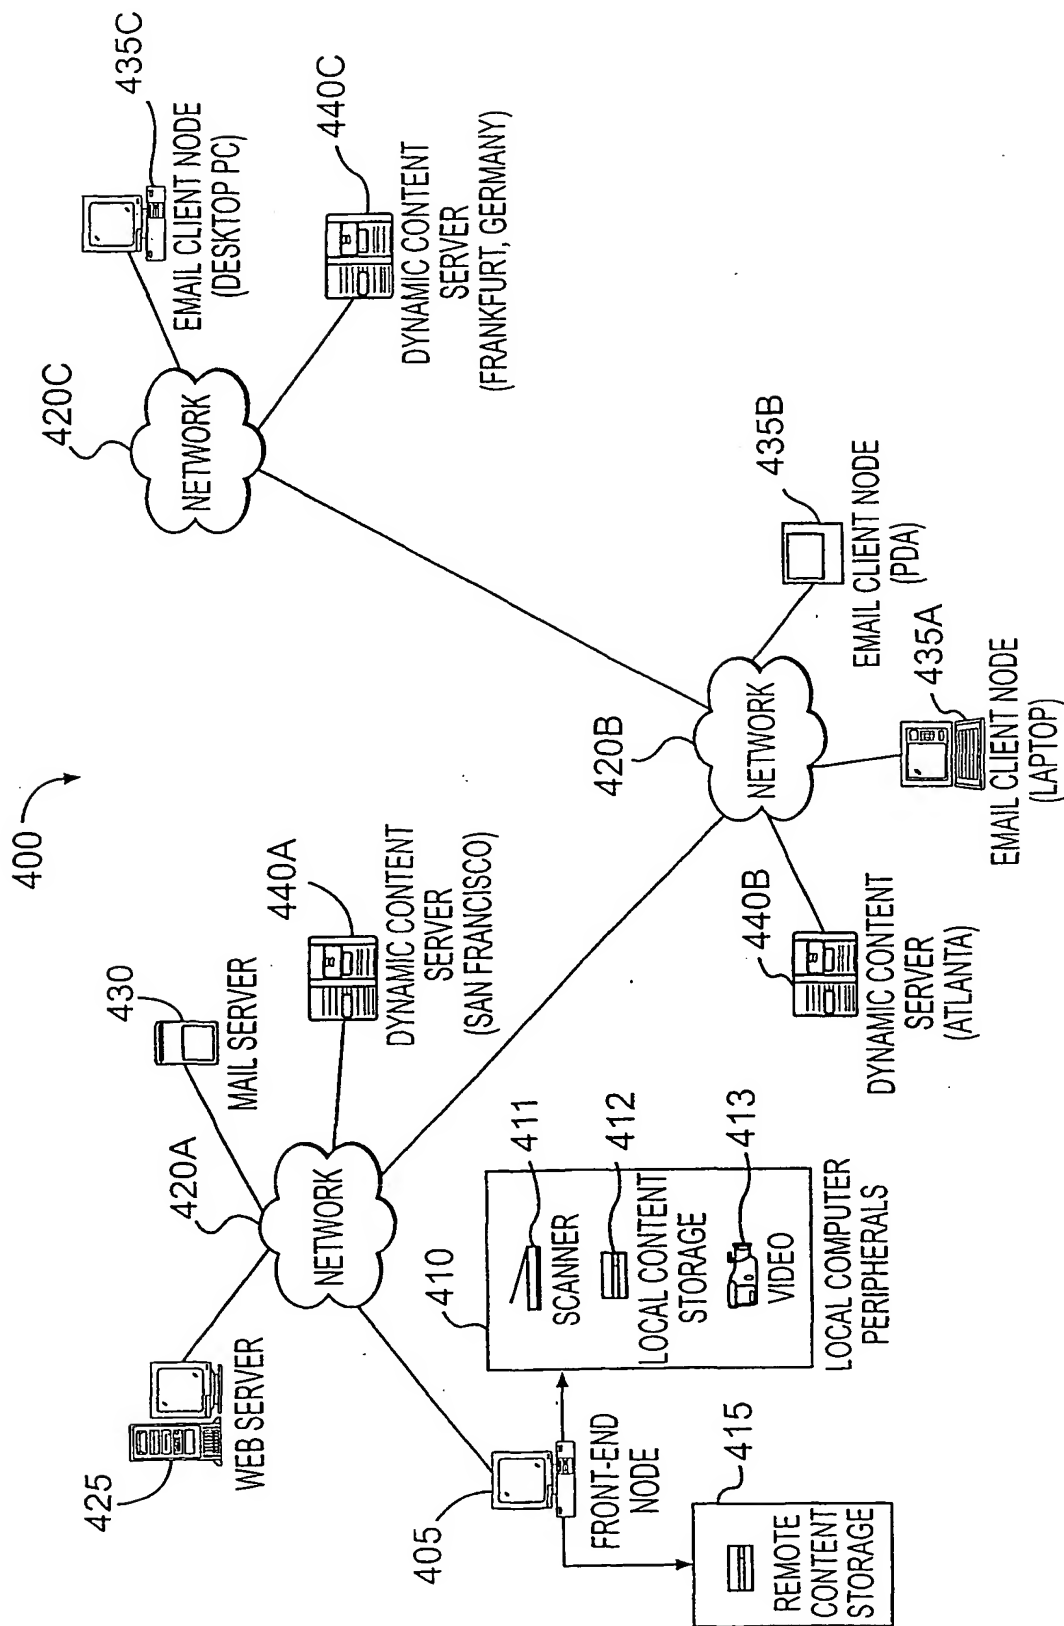 400
425
WEB SERVER
420A
430
MAIL SERVER
NETWORK
440A
DYNAMIC CONTENT
SERVER
(SAN FRANCISCO)
405
FRONT-END
NODE
415
REMOTE
CONTENT
STORAGE
410
411
SCANNER
412
LOCAL CONTENT
STORAGE
413
VIDEO
LOCAL COMPUTER
PERIPHERALS
420B
NETWORK
440B
DYNAMIC CONTENT
SERVER
(ATLANTA)
435A
EMAIL CLIENT NODE
(LAPTOP)
435B
EMAIL CLIENT NODE
(PDA)
420C
NETWORK
435C
EMAIL CLIENT NODE
(DESKTOP PC)
440C
DYNAMIC CONTENT
SERVER
(FRANKFURT, GERMANY)